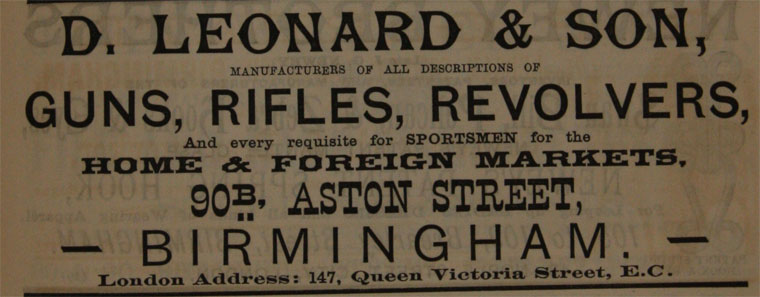 D. LEONARD & SON,
MANUFACTURERS OF ALL DESCRIPTIONS OF
GUNS, RIFLES, REVOLVERS,
And every requisite for SPORTSMEN for the
HOME & FOREIGN MARKETS.
90B, ASTON STREET,
— BIRMINGHAM. —
London Address: 147, Queen Victoria Street, E.C.